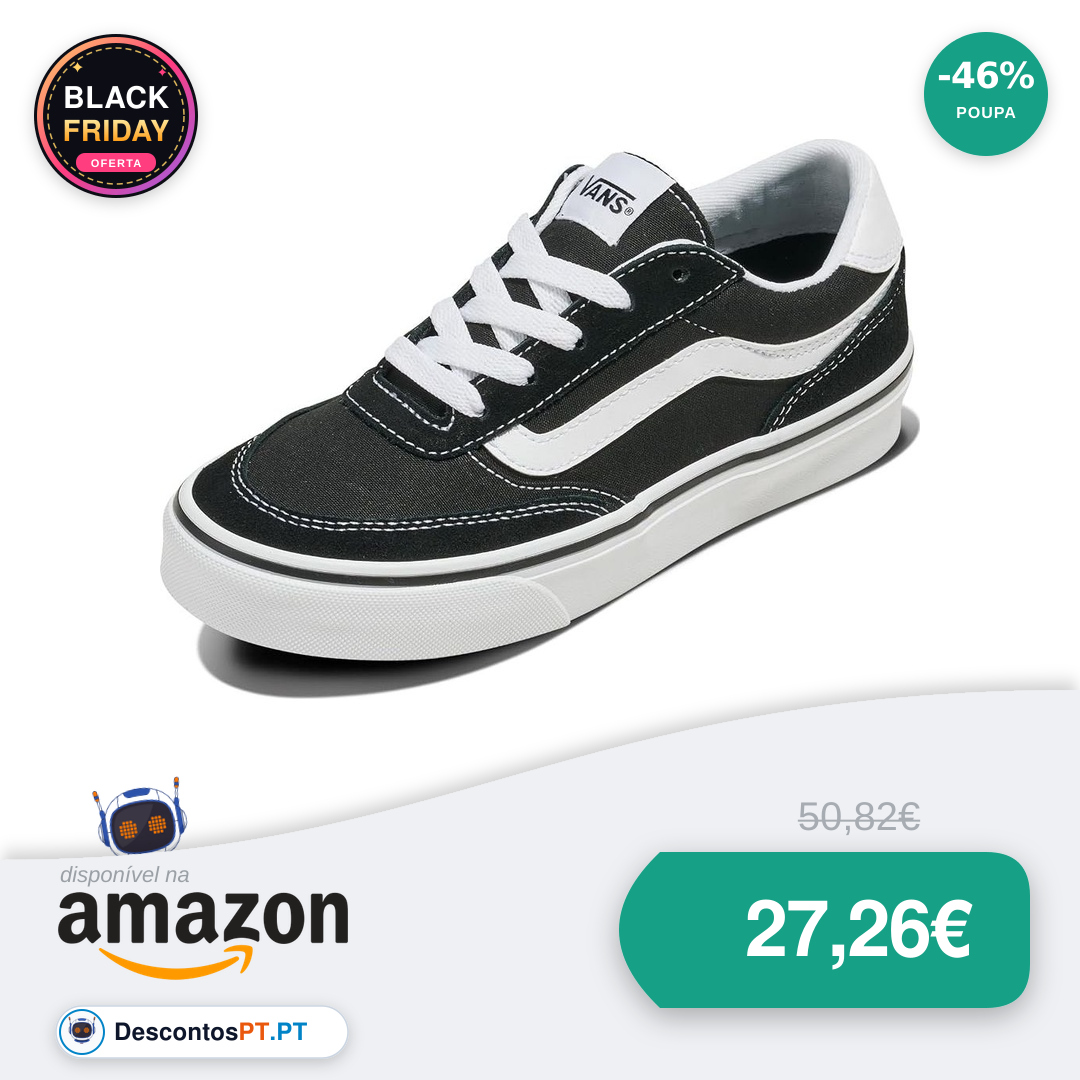 BLACK
FRIDAY
OFERTA
-46%
POUPA
VANS®
50,82€
27,26€
disponível na
amazon
DescontosPT.PT